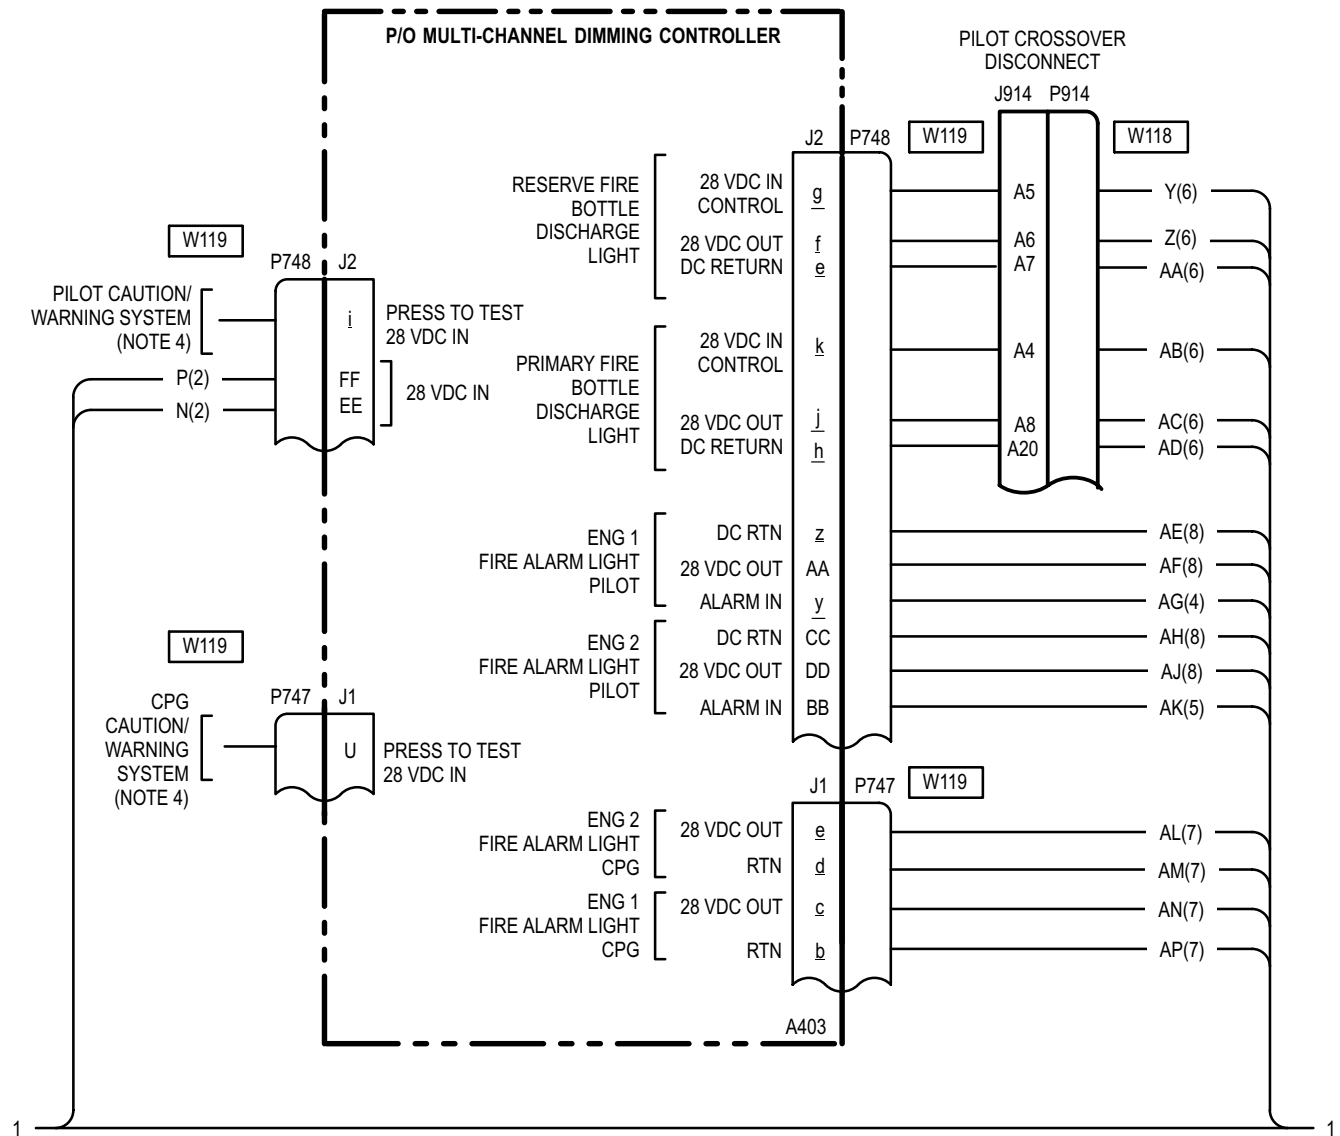 P/O MULTI-CHANNEL DIMMING CONTROLLER
PILOT CROSSOVER
DISCONNECT
J914 P914
J2 P748
W119
W118
RESERVE FIRE
BOTTLE
DISCHARGE
LIGHT
28 VDC IN
CONTROL
g
A5
Y(6)
28 VDC OUT
f
A6
Z(6)
DC RETURN
e
A7
AA(6)
W119
P748 J2
PILOT CAUTION/
WARNING SYSTEM
(NOTE 4)
i
PRESS TO TEST
28 VDC IN
P(2)
FF
N(2)
EE
28 VDC IN
PRIMARY FIRE
BOTTLE
DISCHARGE
LIGHT
28 VDC IN
CONTROL
k
A4
AB(6)
28 VDC OUT
j
A8
AC(6)
DC RETURN
h
A20
AD(6)
ENG 1
FIRE ALARM LIGHT
PILOT
DC RTN
z
AE(8)
28 VDC OUT
AA
AF(8)
ALARM IN
y
AG(4)
ENG 2
FIRE ALARM LIGHT
PILOT
DC RTN
CC
AH(8)
28 VDC OUT
DD
AJ(8)
ALARM IN
BB
AK(5)
W119
P747 J1
CPG
CAUTION/
WARNING
SYSTEM
(NOTE 4)
U
PRESS TO TEST
28 VDC IN
J1 P747
W119
ENG 2
FIRE ALARM LIGHT
CPG
28 VDC OUT
e
AL(7)
RTN
d
AM(7)
ENG 1
FIRE ALARM LIGHT
CPG
28 VDC OUT
c
AN(7)
RTN
b
AP(7)
A403
1
1